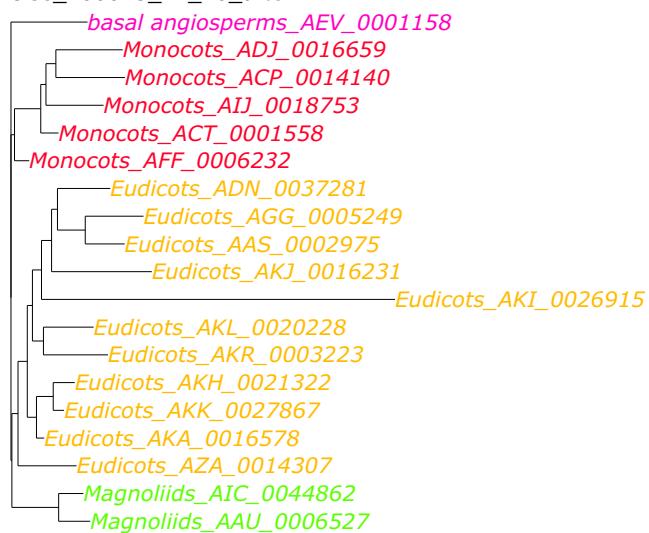 basal angiosperms_AEV_0001158
Monocots_ADJ_0016659
Monocots_ACP_0014140
Monocots_AIJ_0018753
Monocots_ACT_0001558
Monocots_AFF_0006232
Eudicots_ADN_0037281
Eudicots_AGG_0005249
Eudicots_AAS_0002975
Eudicots_AKJ_0016231
Eudicots_AKI_0026915
Eudicots_AKL_0020228
Eudicots_AKR_0003223
Eudicots_AKH_0021322
Eudicots_AKK_0027867
Eudicots_AKA_0016578
Eudicots_AZA_0014307
Magnoliids_AIC_0044862
Magnoliids_AAU_0006527